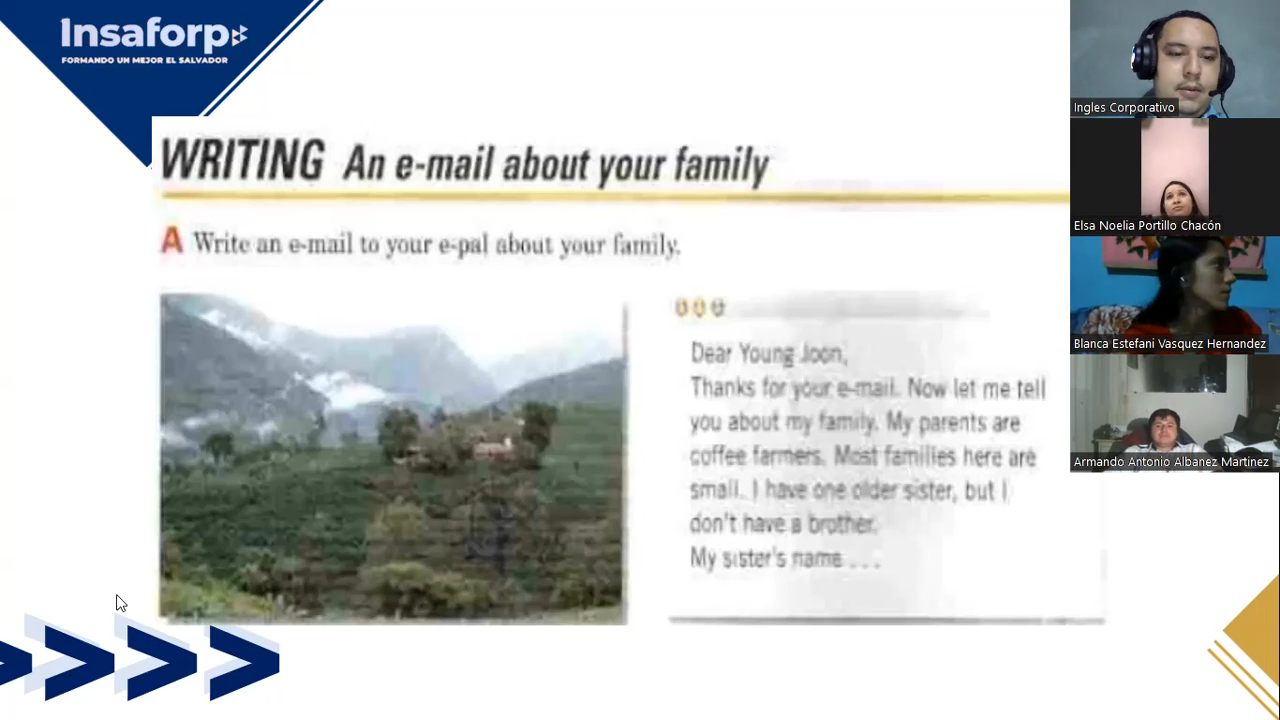 Insaforp
FORMANDO UN MEJOR EL SALVADOR
WRITING An e-mail about your family
A Write an e-mail to your e-pal about your family.
Dear Young Joon,
Thanks for your e-mail. Now let me tell
you about my family. My parents are
coffee farmers. Most families here are
small. I have one older sister, but I
don't have a brother.
My sister's name . . .
Ingles Corporativo
Elsa Noelia Portillo Chacón
Blanca Estefani Vasquez Hernandez
Armando Antonio Albanez Martinez